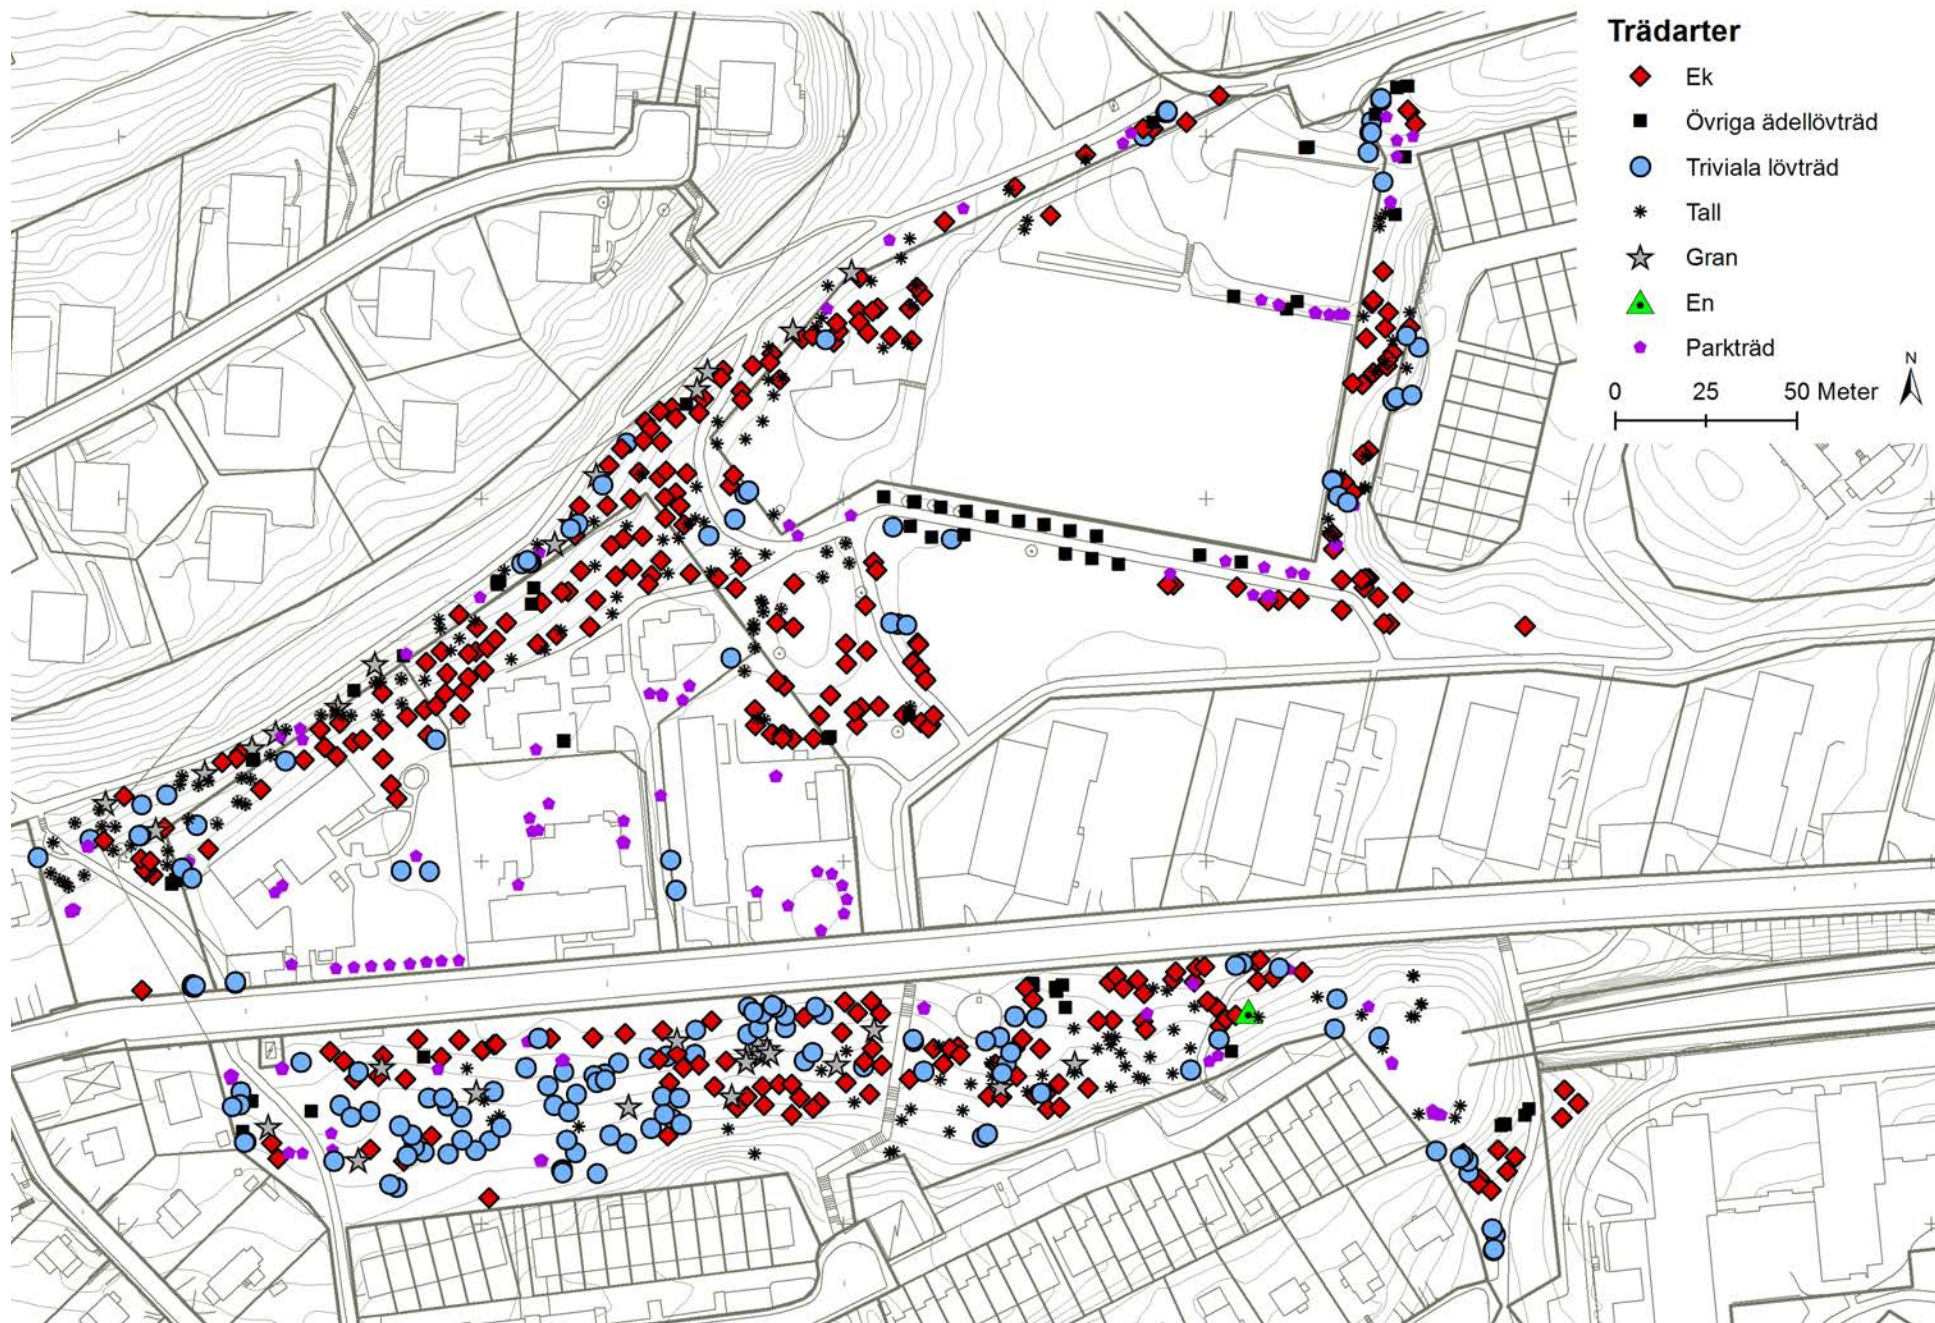 Trädarter
Ek
Övriga ädellövträd
Triviala lövträd
Tall
Gran
En
Parkträd
N
0 25 50 Meter